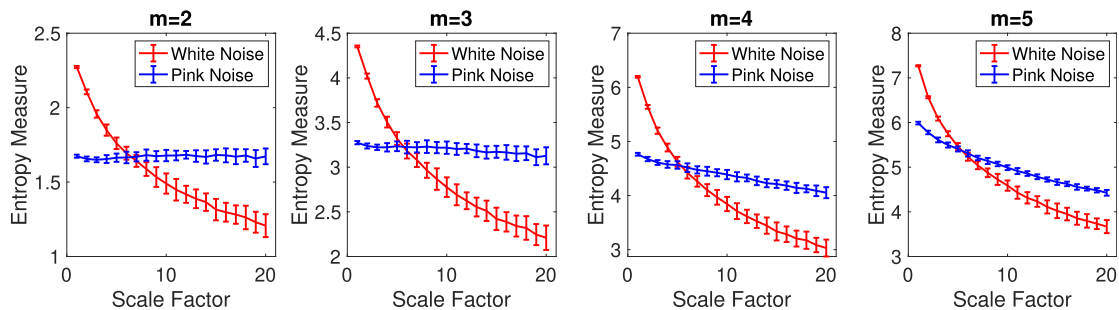 m=2
m=3
m=4
m=5
2.5
2
1.5
1
Entropy Measure
White Noise
Pink Noise
0
10
20
Scale Factor
4.5
4
3.5
3
2.5
2
Entropy Measure
White Noise
Pink Noise
0
10
20
Scale Factor
7
6
5
4
3
Entropy Measure
White Noise
Pink Noise
0
10
20
Scale Factor
8
7
6
5
4
3
Entropy Measure
White Noise
Pink Noise
0
10
20
Scale Factor